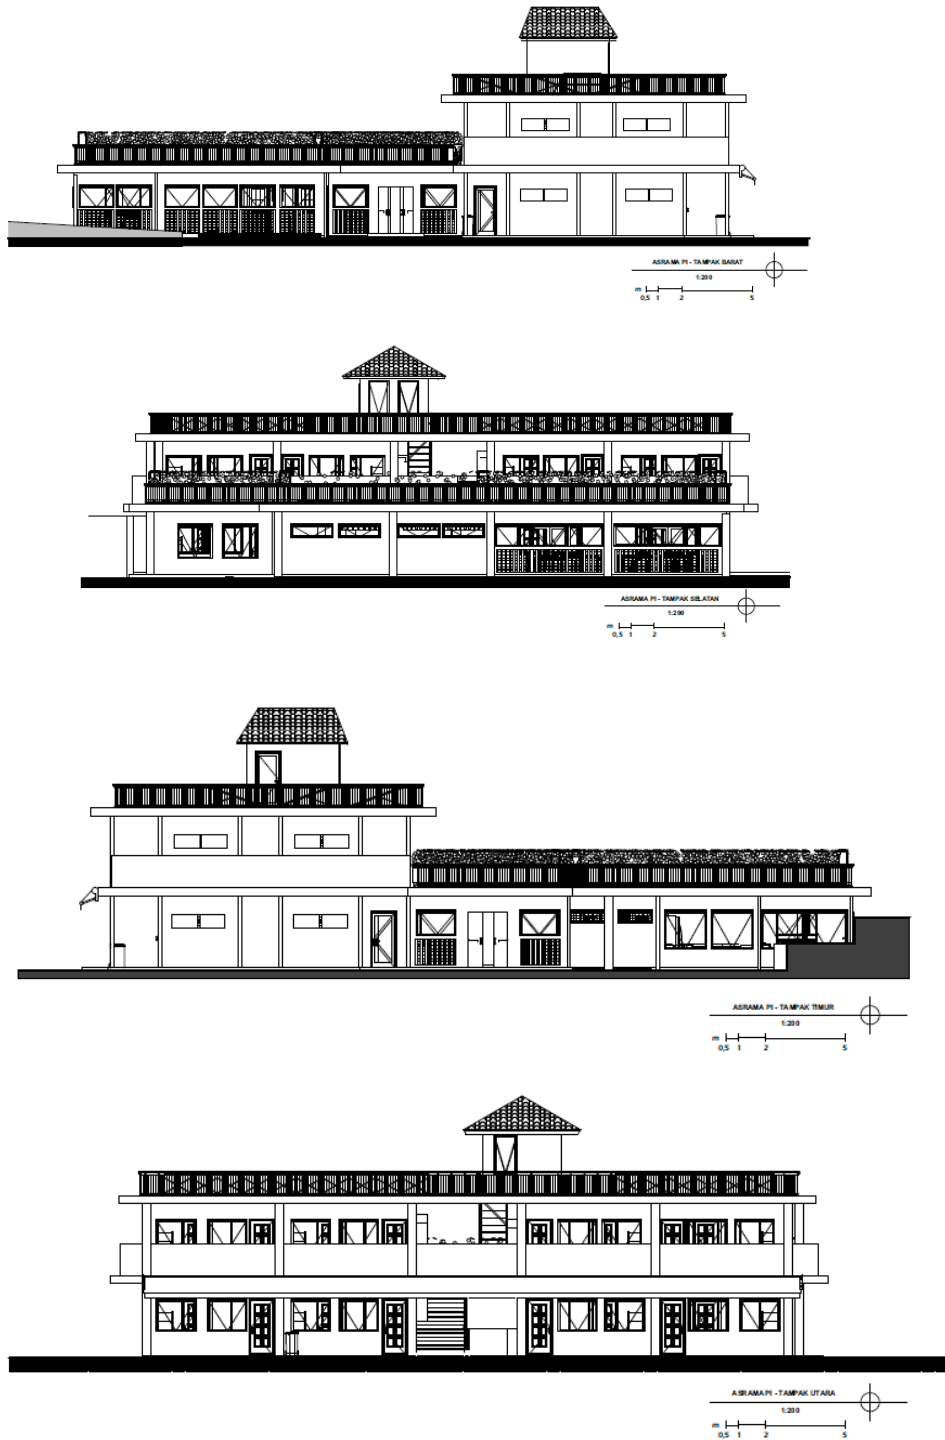 ASRAMA PI - TAMPAK BARAT
1:200
m
0,5 1 2 5
ASRAMA PI - TAMPAK SELATAN
1:200
m
0,5 1 2 5
ASRAMA PI - TAMPAK TIMUR
1:200
m
0,5 1 2 5
ASRAMA PI - TAMPAK UTARA
1:200
m
0,5 1 2 5